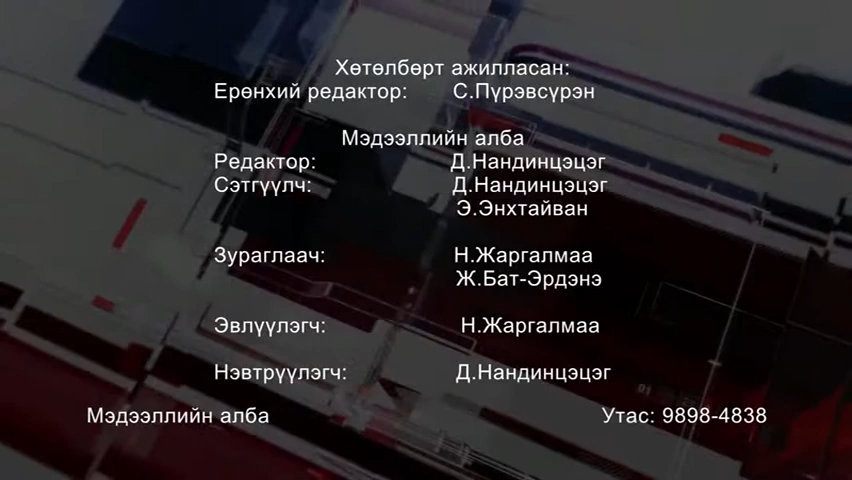 Хөтөлбөрт ажилласан:
Ерөнхий редактор: С.Пүрэвсүрэн
Мэдээллийн алба
Редактор: Д.Нандинцэцэг
Сэтгүүлч: Д.Нандинцэцэг
Э.Энхтайван
Зураглаач: Н.Жаргалмаа
Ж.Бат-Эрдэнэ
Эвлүүлэгч: Н.Жаргалмаа
Нэвтрүүлэгч: Д.Нандинцэцэг
Мэдээллийн алба Утас: 9898-4838